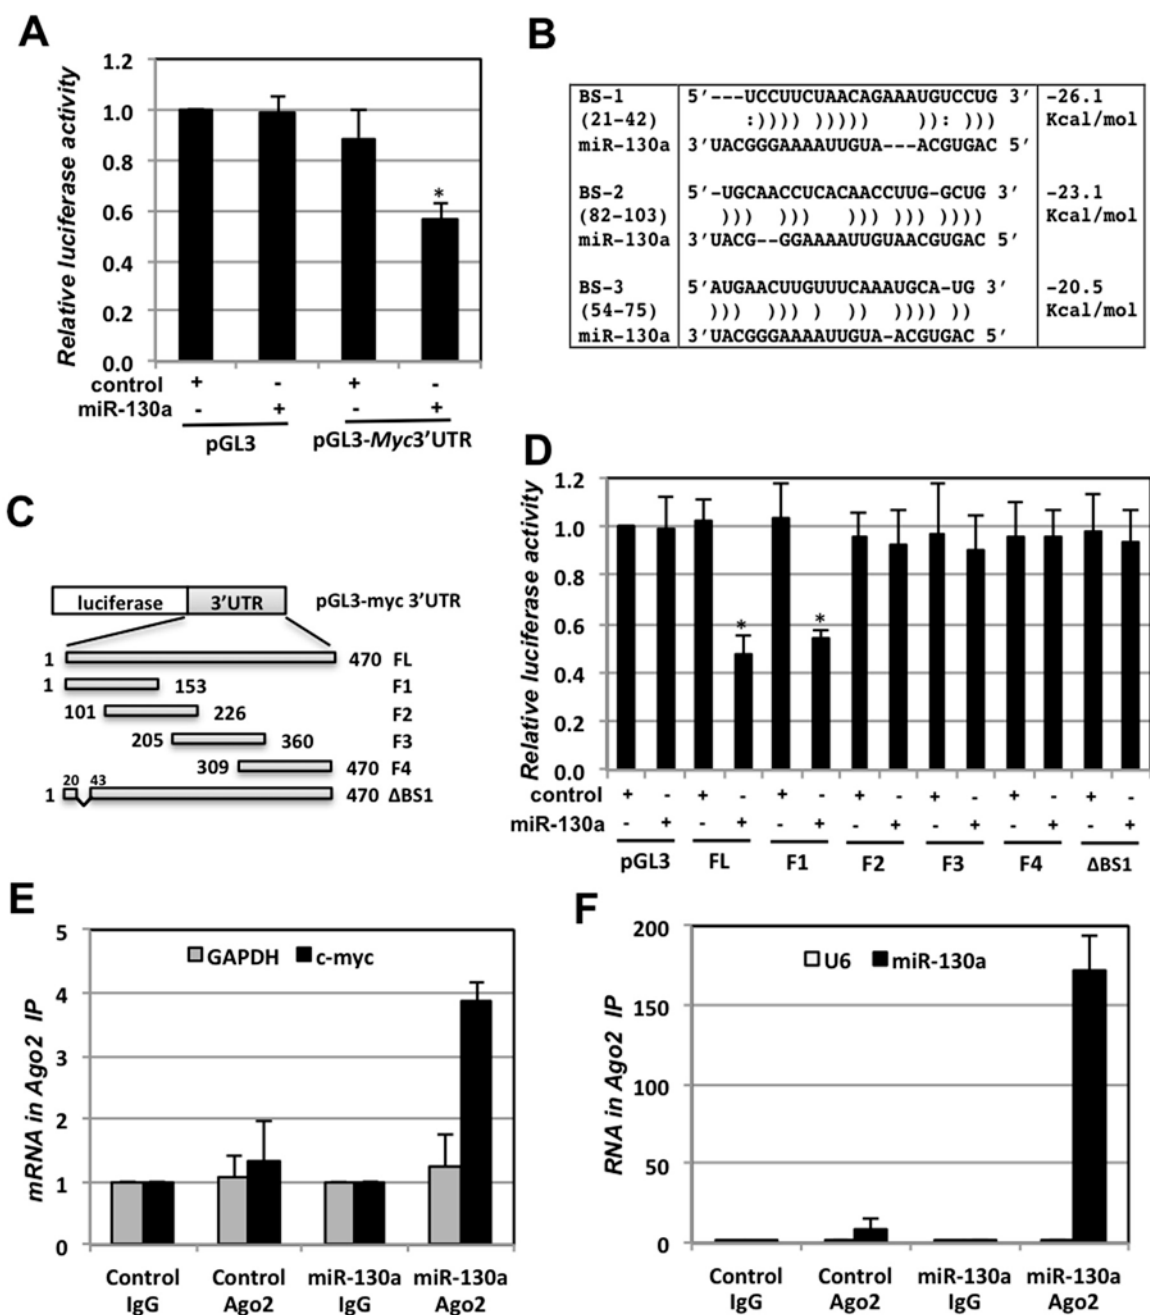 A
Relative luciferase activity
1.2
1.0
0.8
0.6
0.4
0.2
0.0
*
control + - + -
miR-130a - + - +
pGL3 pGL3-Myc3'UTR
B
BS-1 5'---UCCUUCUAACAGAAAUGUCCUG 3' -26.1
(21-42) :)))) ))))) )): ))) Kcal/mol
miR-130a 3'UACGGGAAAAUUGUA---ACGUGAC 5'
BS-2 5'-UGCAACCUCACAACCUUG-GCUG 3' -23.1
(82-103) ))) ))) ))) ))) )))) Kcal/mol
miR-130a 3'UACG--GGAAAAUUGUAACGUGAC 5'
BS-3 5'AUGAACUUGUUUCAAAUGCA-UG 3' -20.5
(54-75) ))) ))) ) )) )))) )) Kcal/mol
miR-130a 3'UACGGGAAAAUUGUA-ACGUGAC 5'
C
luciferase 3'UTR pGL3-myc 3'UTR
1 470 FL
1 153 F1
101 226 F2
205 360 F3
309 470 F4
20 43
1 470 ΔBS1
D
Relative luciferase activity
1.2
1.0
0.8
0.6
0.4
0.2
0.0
* *
control + - + - + - + - + - + - + -
miR-130a - + - + - + - + - + - + - +
pGL3 FL F1 F2 F3 F4 ΔBS1
E
mRNA in Ago2 IP
5
4
3
2
1
0
GAPDH c-myc
Control Control miR-130a miR-130a
IgG Ago2 IgG Ago2
F
RNA in Ago2 IP
200
150
100
50
0
U6 miR-130a
Control Control miR-130a miR-130a
IgG Ago2 IgG Ago2